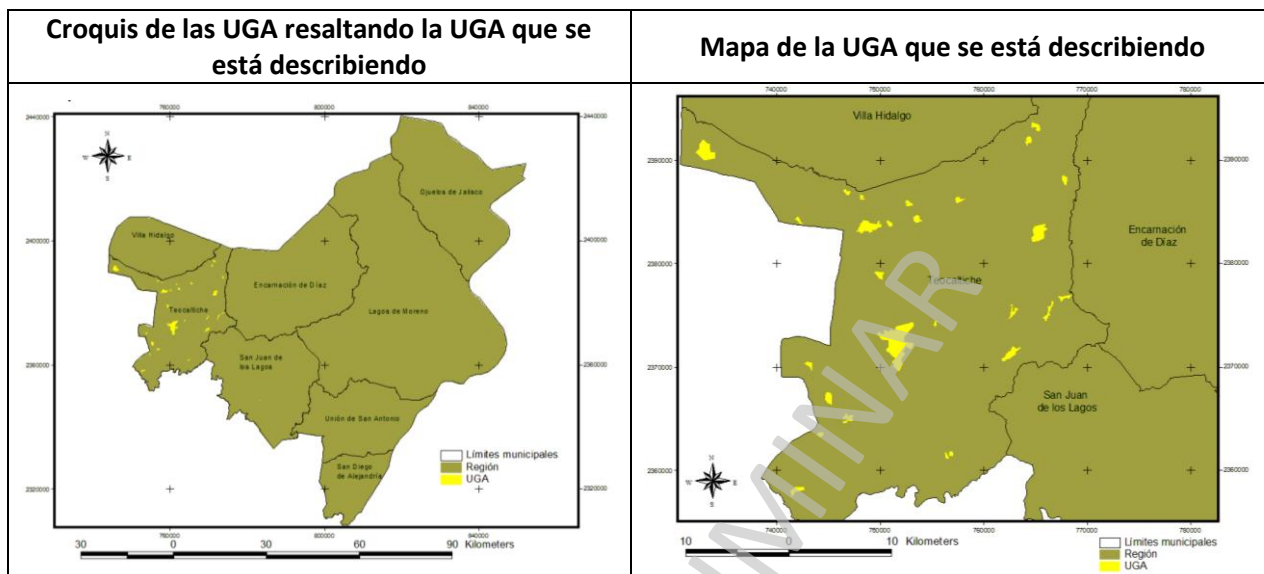 Croquis de las UGA resaltando la UGA que se
está describiendo
Mapa de la UGA que se está describiendo
2440000
760000
800000
840000
2440000
N
W
E
S
Ojuelos de Jalisco
Villa Hidalgo
2400000
2400000
Encarnación de Díaz
Teocaltiche
Lagos de Moreno
San Juan de
los Lagos
2360000
2360000
Unión de San Antonio
San Diego
de Alejandría
Límites municipales
Región
UGA
2320000
2320000
760000
800000
840000
30 0 30 60 90 Kilometers
740000
750000
760000
770000
780000
Villa Hidalgo
2390000
2390000
Encarnación
de Díaz
2380000
2380000
Teocaltiche
2370000
2370000
San Juan
de los Lagos
2360000
2360000
N
W
E
S
740000
750000
760000
770000
780000
10 0 10 Kilometers
Límites municipales
Región
UGA